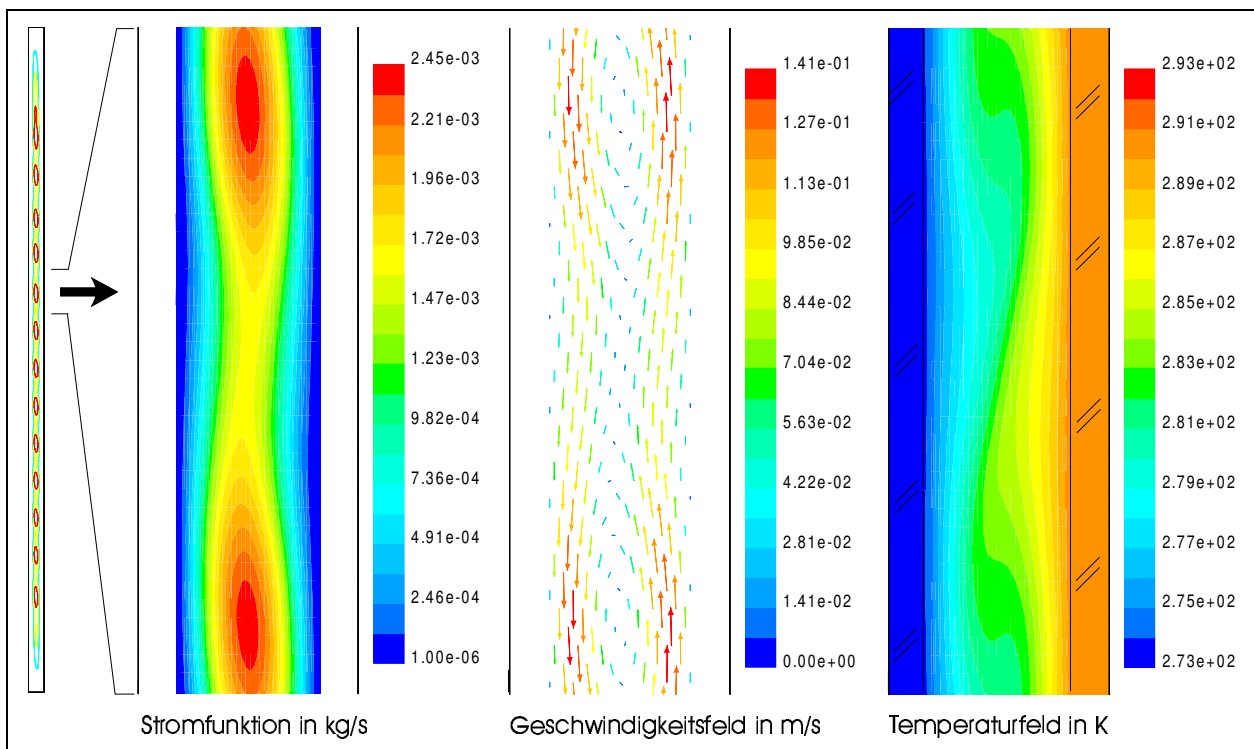 2.45e-03
2.21e-03
1.96e-03
1.72e-03
1.47e-03
1.23e-03
9.82e-04
7.36e-04
4.91e-04
2.46e-04
1.00e-06
Stromfunktion in kg/s
1.41e-01
1.27e-01
1.13e-01
9.85e-02
8.44e-02
7.04e-02
5.63e-02
4.22e-02
2.81e-02
1.41e-02
0.00e+00
Geschwindigkeitsfeld in m/s
2.93e+02
2.91e+02
2.89e+02
2.87e+02
2.85e+02
2.83e+02
2.81e+02
2.79e+02
2.77e+02
2.75e+02
2.73e+02
Temperaturfeld in K